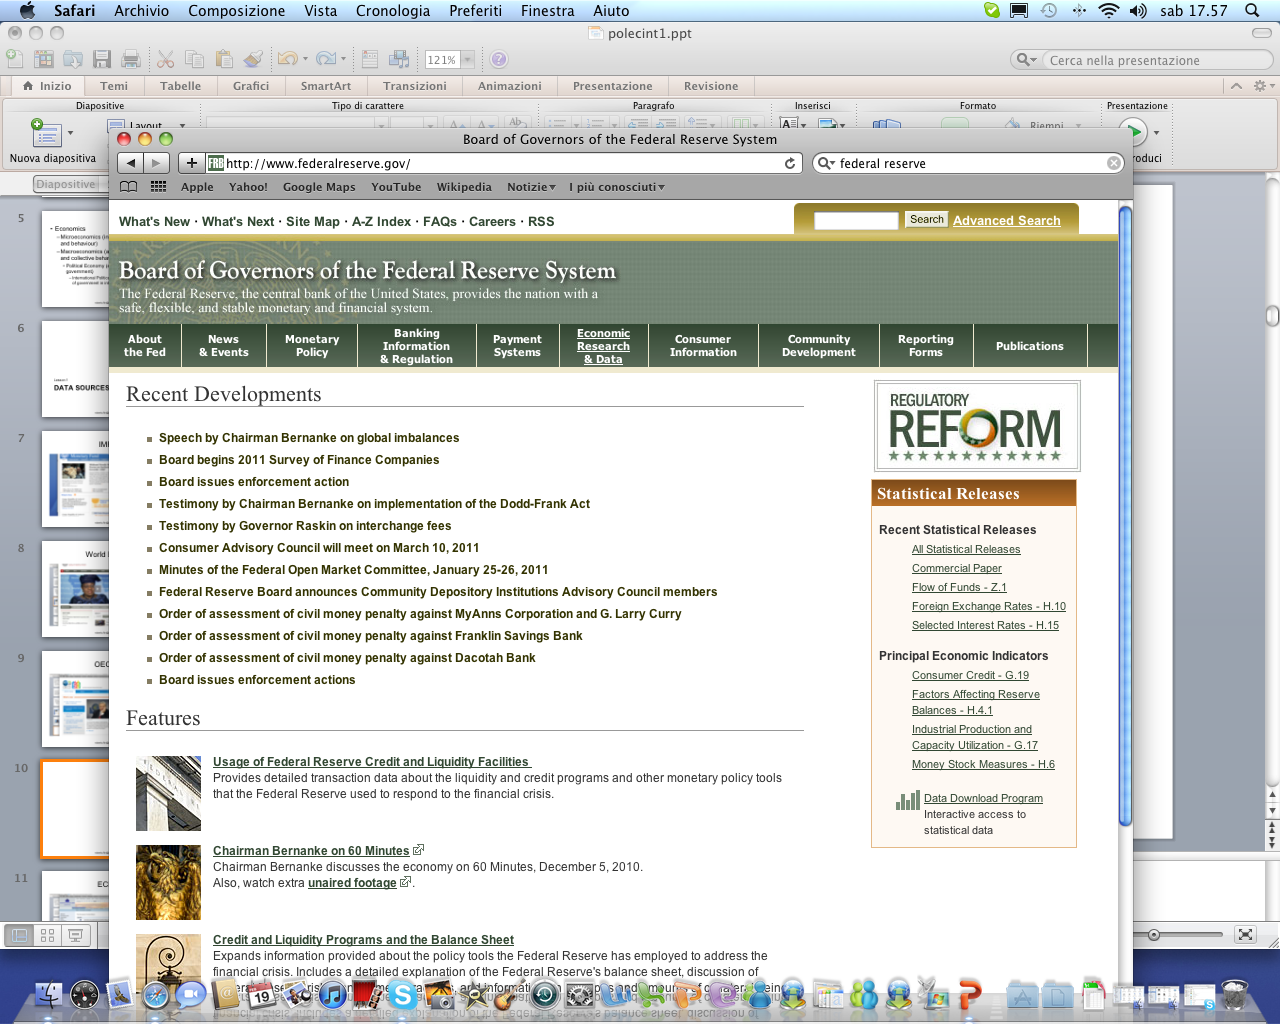 Safari Archivio Composizione Vista Cronologia Preferiti Finestra Aiuto sab 17.57
polecint1.ppt
121% Cerca nella presentazione
Inizio Temi Tabelle Grafici SmartArt Transizioni Animazioni Presentazione Revisione
Diapositive Tipo di carattere Paragrafo Inserisci Formato Presentazione
Layout Riempi
Nuova diapositiva
Board of Governors of the Federal Reserve System
FRB http://www.federalreserve.gov/ federal reserve
Apple Yahoo! Google Maps YouTube Wikipedia Notizie I più conosciuti
Diapositive
What's New · What's Next · Site Map · A-Z Index · FAQs · Careers · RSS
Search Advanced Search
Board of Governors of the Federal Reserve System
The Federal Reserve, the central bank of the United States, provides the nation with a
safe, flexible, and stable monetary and financial system.
About the Fed
News & Events
Monetary Policy
Banking Information & Regulation
Payment Systems
Economic Research & Data
Consumer Information
Community Development
Reporting Forms
Publications
Recent Developments
Speech by Chairman Bernanke on global imbalances
Board begins 2011 Survey of Finance Companies
Board issues enforcement action
Testimony by Chairman Bernanke on implementation of the Dodd-Frank Act
Testimony by Governor Raskin on interchange fees
Consumer Advisory Council will meet on March 10, 2011
Minutes of the Federal Open Market Committee, January 25-26, 2011
Federal Reserve Board announces Community Depository Institutions Advisory Council members
Order of assessment of civil money penalty against MyAnns Corporation and G. Larry Curry
Order of assessment of civil money penalty against Franklin Savings Bank
Order of assessment of civil money penalty against Dacotah Bank
Board issues enforcement actions
Features
Usage of Federal Reserve Credit and Liquidity Facilities
Provides detailed transaction data about the liquidity and credit programs and other monetary policy tools
that the Federal Reserve used to respond to the financial crisis.
Chairman Bernanke on 60 Minutes
Chairman Bernanke discusses the economy on 60 Minutes, December 5, 2010.
Also, watch extra unaired footage.
Credit and Liquidity Programs and the Balance Sheet
Expands information provided about the policy tools the Federal Reserve has employed to address the
financial crisis. Includes a detailed explanation of the Federal Reserve's balance sheet, discussion of
REGULATORY
REFORM
Statistical Releases
Recent Statistical Releases
All Statistical Releases
Commercial Paper
Flow of Funds - Z.1
Foreign Exchange Rates - H.10
Selected Interest Rates - H.15
Principal Economic Indicators
Consumer Credit - G.19
Factors Affecting Reserve
Balances - H.4.1
Industrial Production and
Capacity Utilization - G.17
Money Stock Measures - H.6
Data Download Program
Interactive access to
statistical data
5
Economics
6
DATA SOURCES
7
8
World
9
10
11
19